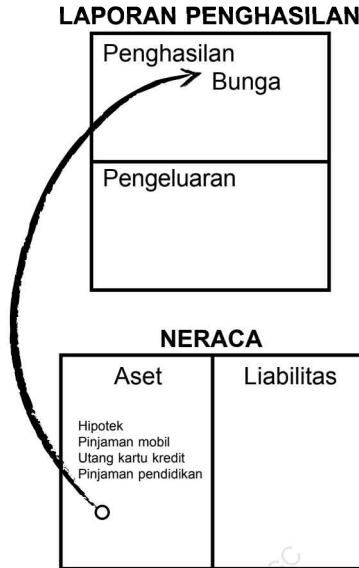 LAPORAN PENGHASILAN
Penghasilan
Bunga
Pengeluaran
NERACA
Aset
Liabilitas
Hipotek
Pinjaman mobil
Utang kartu kredit
Pinjaman pendidikan